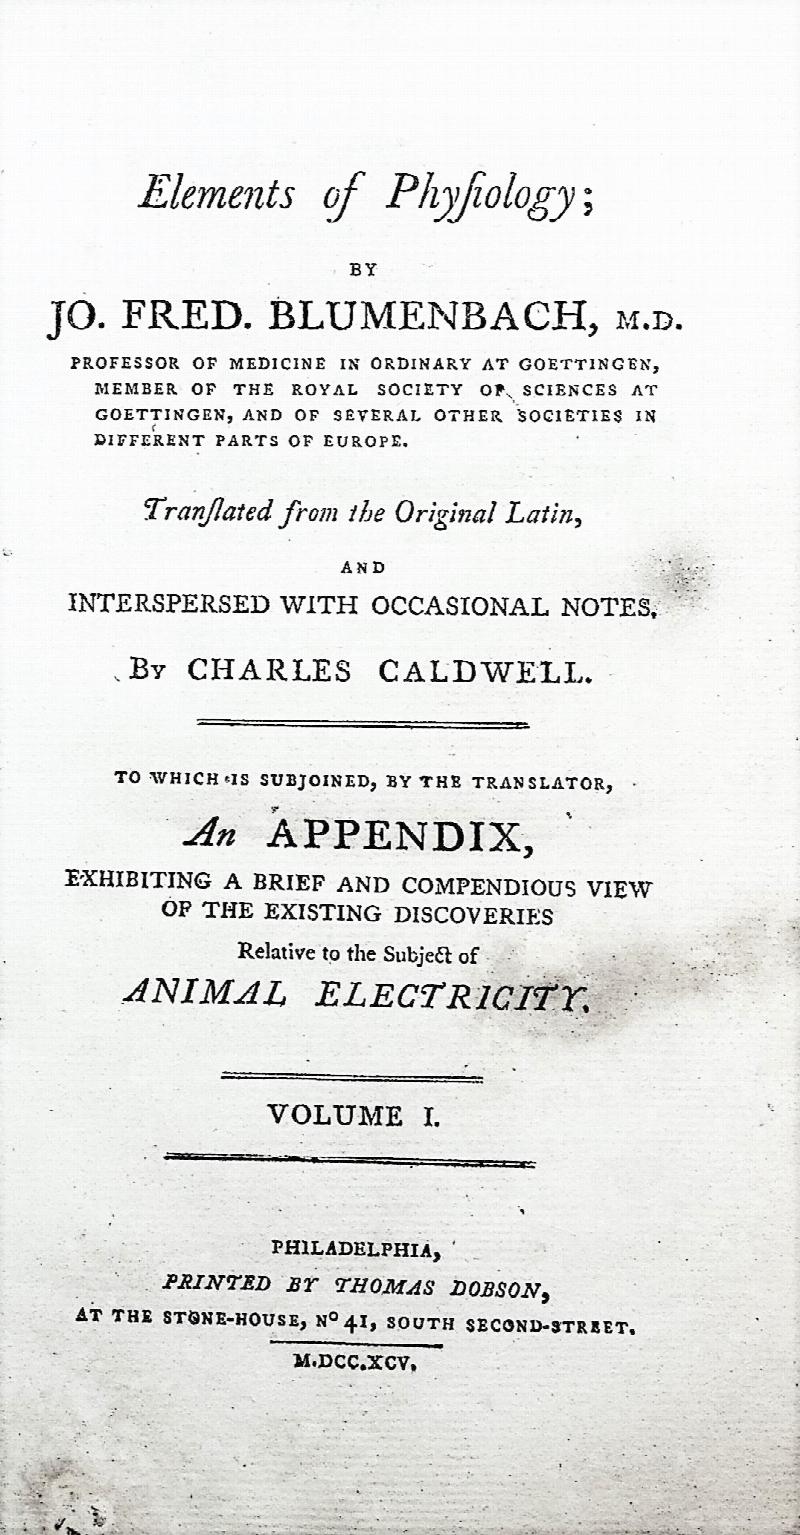 Elements of Phyſiology;
BY
JO. FRED. BLUMENBACH, M.D.
PROFESSOR OF MEDICINE IN ORDINARY AT GOETTINGEN,
MEMBER OF THE ROYAL SOCIETY OF SCIENCES AT
GOETTINGEN, AND OF SEVERAL OTHER SOCIETIES IN
DIFFERENT PARTS OF EUROPE.
Tranſlated from the Original Latin,
AND
INTERSPERSED WITH OCCASIONAL NOTES.
By CHARLES CALDWELL.
TO WHICH IS SUBJOINED, BY THE TRANSLATOR,
An APPENDIX,
EXHIBITING A BRIEF AND COMPENDIOUS VIEW
OF THE EXISTING DISCOVERIES
Relative to the Subject of
ANIMAL ELECTRICITY.
VOLUME I.
PHILADELPHIA,
PRINTED BY THOMAS DOBSON,
AT THE STONE-HOUSE, Nº 41, SOUTH SECOND-STREET.
M.DCC.XCV.